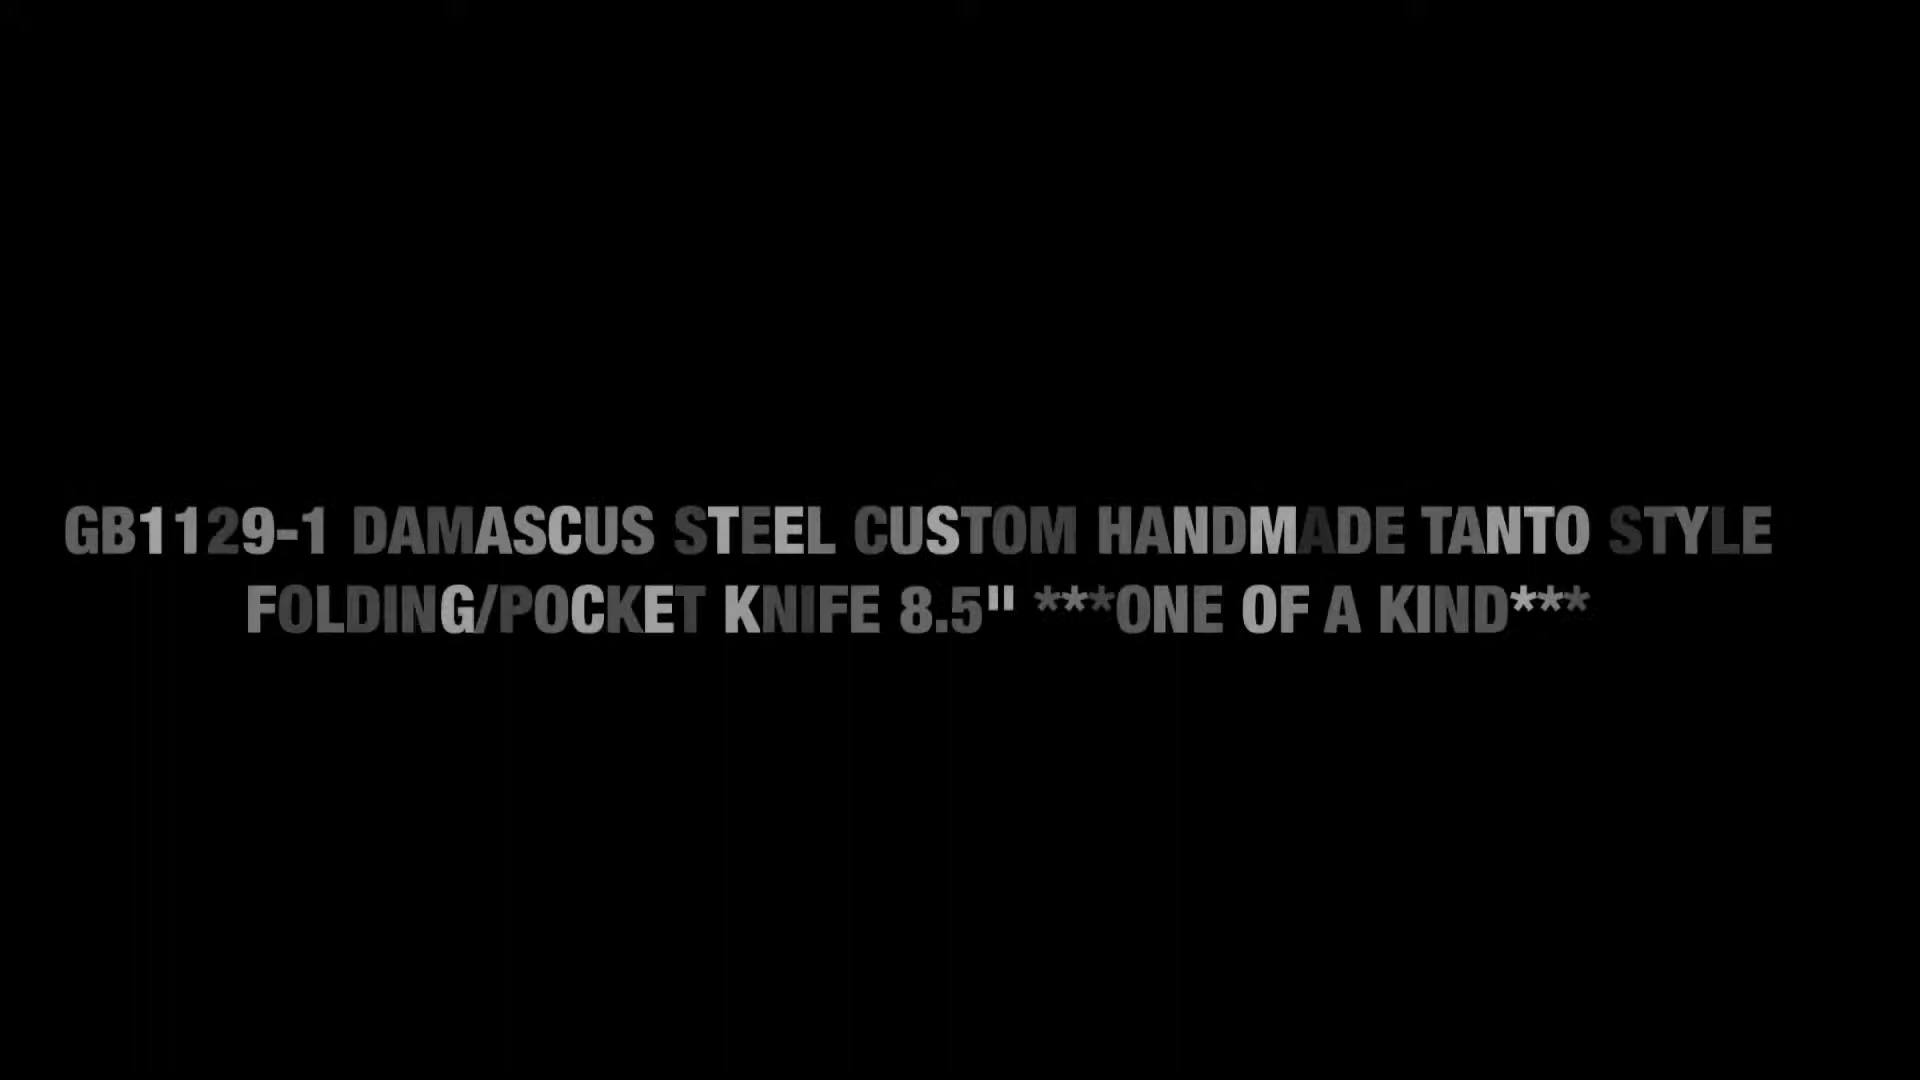 GB1129-1 DAMASCUS STEEL CUSTOM HANDMADE TANTO STYLE
FOLDING/POCKET KNIFE 8.5" ***ONE OF A KIND***